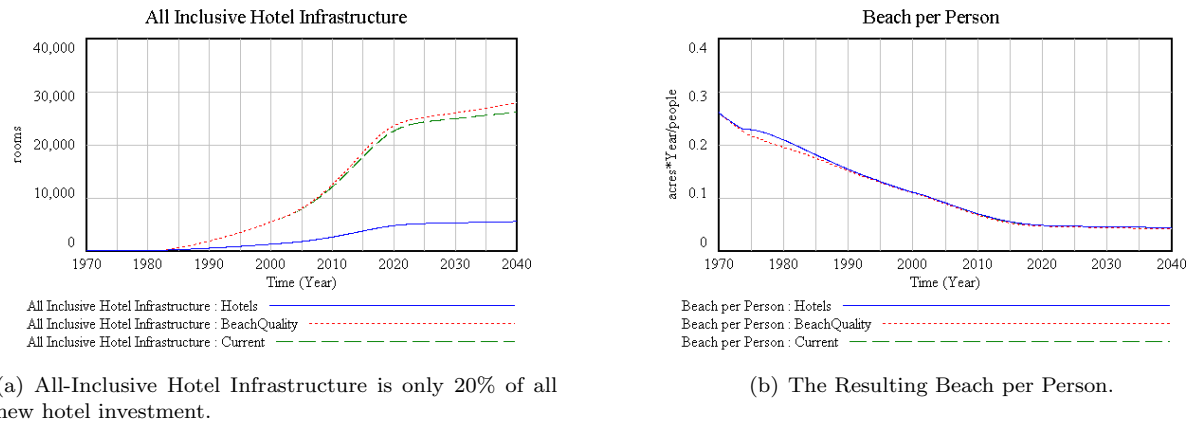 All Inclusive Hotel Infrastructure
40,000
30,000
20,000
10,000
0
rooms
1970 1980 1990 2000 2010 2020 2030 2040
Time (Year)
All Inclusive Hotel Infrastructure : Hotels
All Inclusive Hotel Infrastructure : BeachQuality
All Inclusive Hotel Infrastructure : Current
(a) All-Inclusive Hotel Infrastructure is only 20% of all
new hotel investment.
Beach per Person
0.4
0.3
0.2
0.1
0
acres*Year/people
1970 1980 1990 2000 2010 2020 2030 2040
Time (Year)
Beach per Person : Hotels
Beach per Person : BeachQuality
Beach per Person : Current
(b) The Resulting Beach per Person.